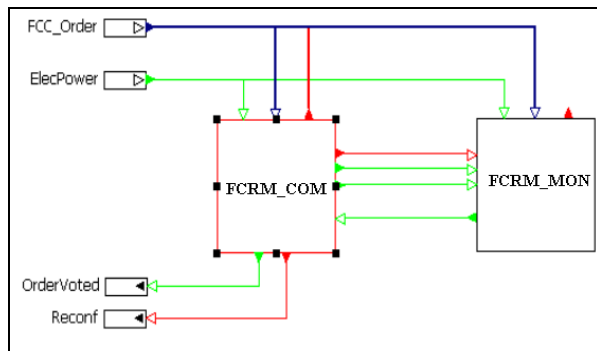 FCC_Order
ElecPower
FCRM_COM
FCRM_MON
OrderVoted
Reconf